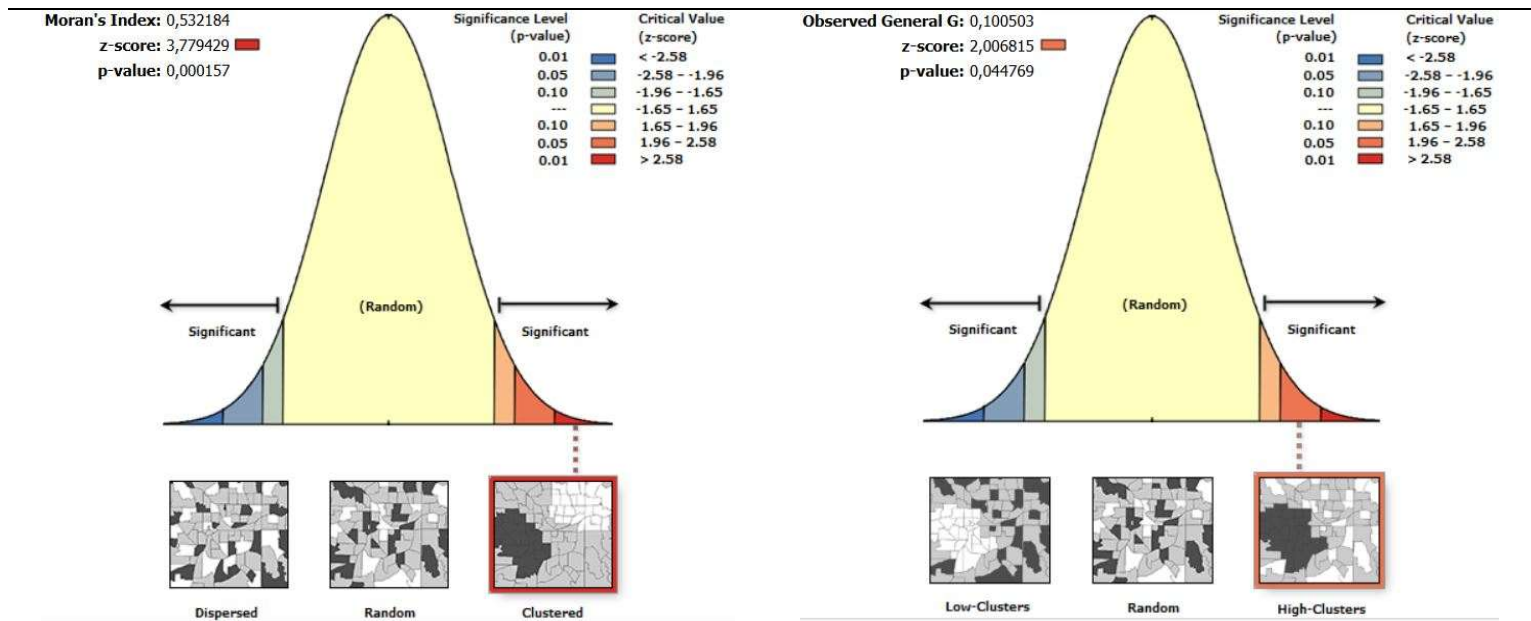 Moran's Index: 0,532184
z-score: 3,779429
p-value: 0,000157
Significance Level
(p-value)
Critical Value
(z-score)
0.01 < -2.58
0.05 -2.58 – -1.96
0.10 -1.96 – -1.65
--- -1.65 – 1.65
0.10 1.65 – 1.96
0.05 1.96 – 2.58
0.01 > 2.58
(Random)
Significant
Significant
Dispersed
Random
Clustered
Observed General G: 0,100503
z-score: 2,006815
p-value: 0,044769
Significance Level
(p-value)
Critical Value
(z-score)
0.01 < -2.58
0.05 -2.58 – -1.96
0.10 -1.96 – -1.65
--- -1.65 – 1.65
0.10 1.65 – 1.96
0.05 1.96 – 2.58
0.01 > 2.58
(Random)
Significant
Significant
Low-Clusters
Random
High-Clusters